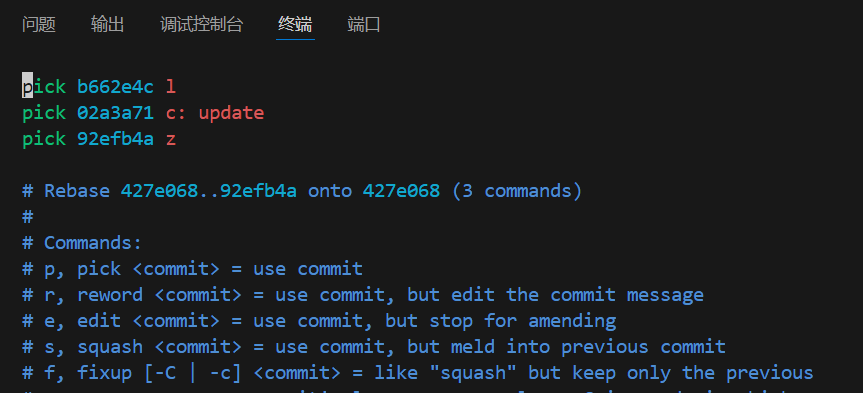 问题 输出 调试控制台 终端 端口
pick b662e4c l
pick 02a3a71 c: update
pick 92efb4a z
# Rebase 427e068..92efb4a onto 427e068 (3 commands)
#
# Commands:
# p, pick <commit> = use commit
# r, reword <commit> = use commit, but edit the commit message
# e, edit <commit> = use commit, but stop for amending
# s, squash <commit> = use commit, but meld into previous commit
# f, fixup [-C | -c] <commit> = like "squash" but keep only the previous